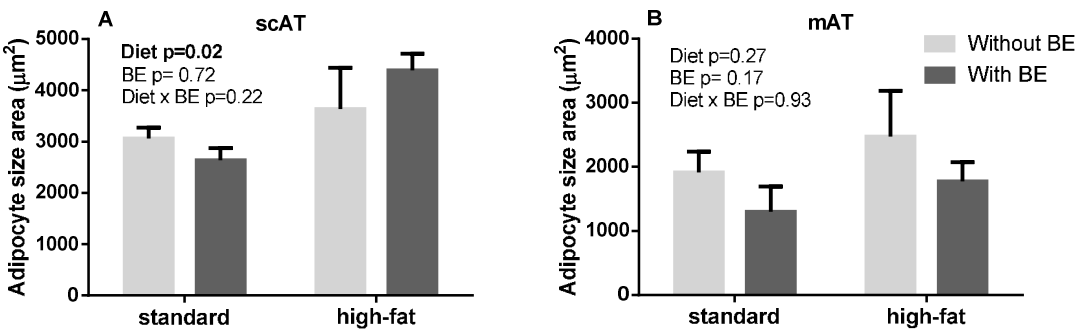 A
scAT
Adipocyte size area (μm²)
5000
4000
3000
2000
1000
0
Diet p=0.02
BE p= 0.72
Diet x BE p=0.22
standard
high-fat
B
mAT
Adipocyte size area (μm²)
4000
3000
2000
1000
0
Diet p=0.27
BE p= 0.17
Diet x BE p=0.93
standard
high-fat
Without BE
With BE